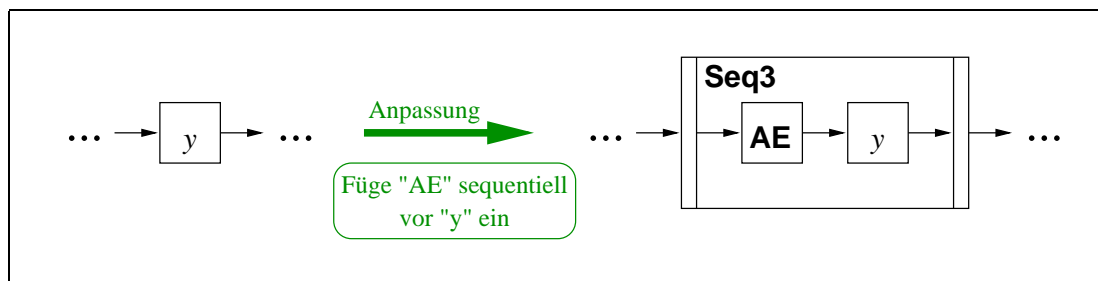 ... y ...
Anpassung
Füge "AE" sequentiell
vor "y" ein
... Seq3 ...
AE y